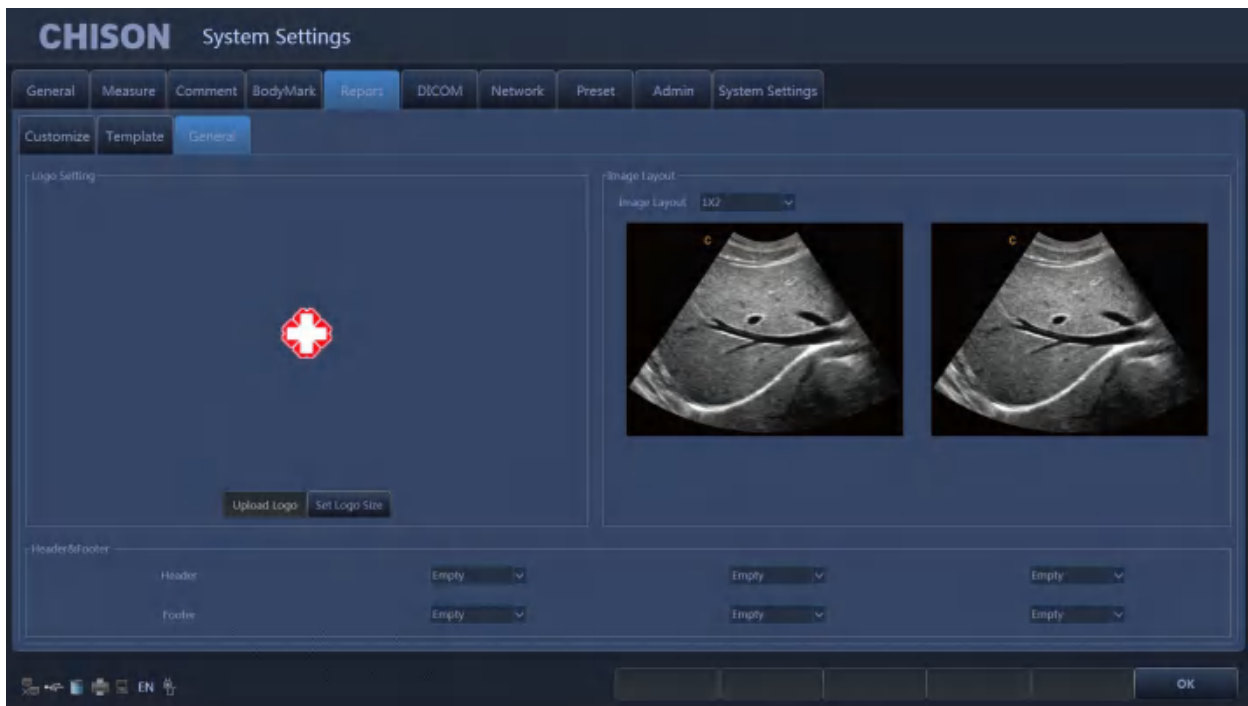 CHISON System Settings
General Measure Comment BodyMark Repors DICOM Network Preset Admin System Settings
Customize Template General
Logo Setting
Image Layout
Image Layout 1X2
C C
Upload Logo Set Logo Size
Header&Footer
Header Empty Empty Empty
Footer Empty Empty Empty
EN OK